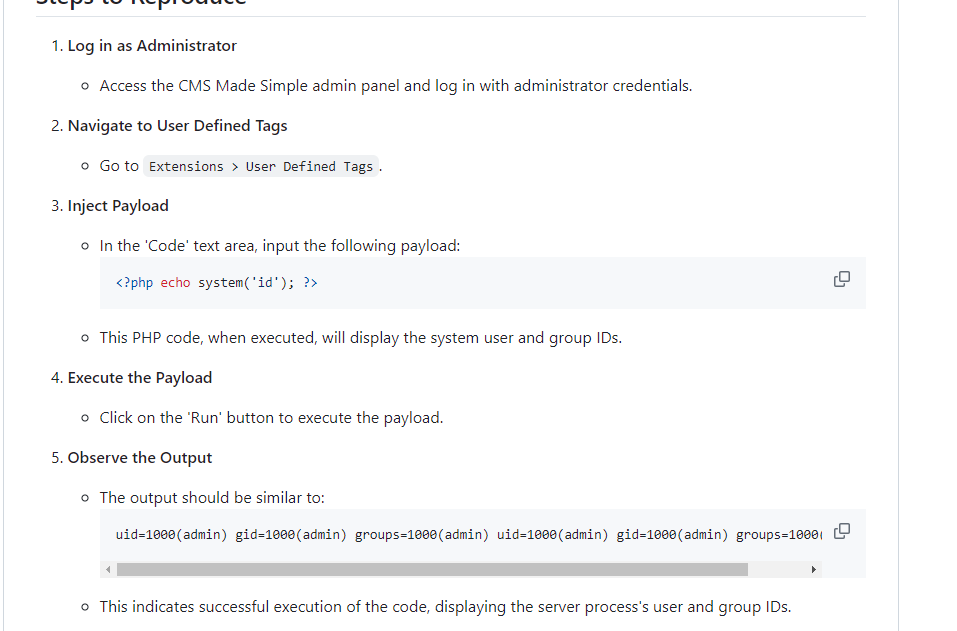 Steps to Reproduce
1. Log in as Administrator
Access the CMS Made Simple admin panel and log in with administrator credentials.
2. Navigate to User Defined Tags
Go to Extensions > User Defined Tags .
3. Inject Payload
In the 'Code' text area, input the following payload:
<?php echo system('id'); ?>
This PHP code, when executed, will display the system user and group IDs.
4. Execute the Payload
Click on the 'Run' button to execute the payload.
5. Observe the Output
The output should be similar to:
uid=1000(admin) gid=1000(admin) groups=1000(admin) uid=1000(admin) gid=1000(admin) groups=1000(
This indicates successful execution of the code, displaying the server process's user and group IDs.